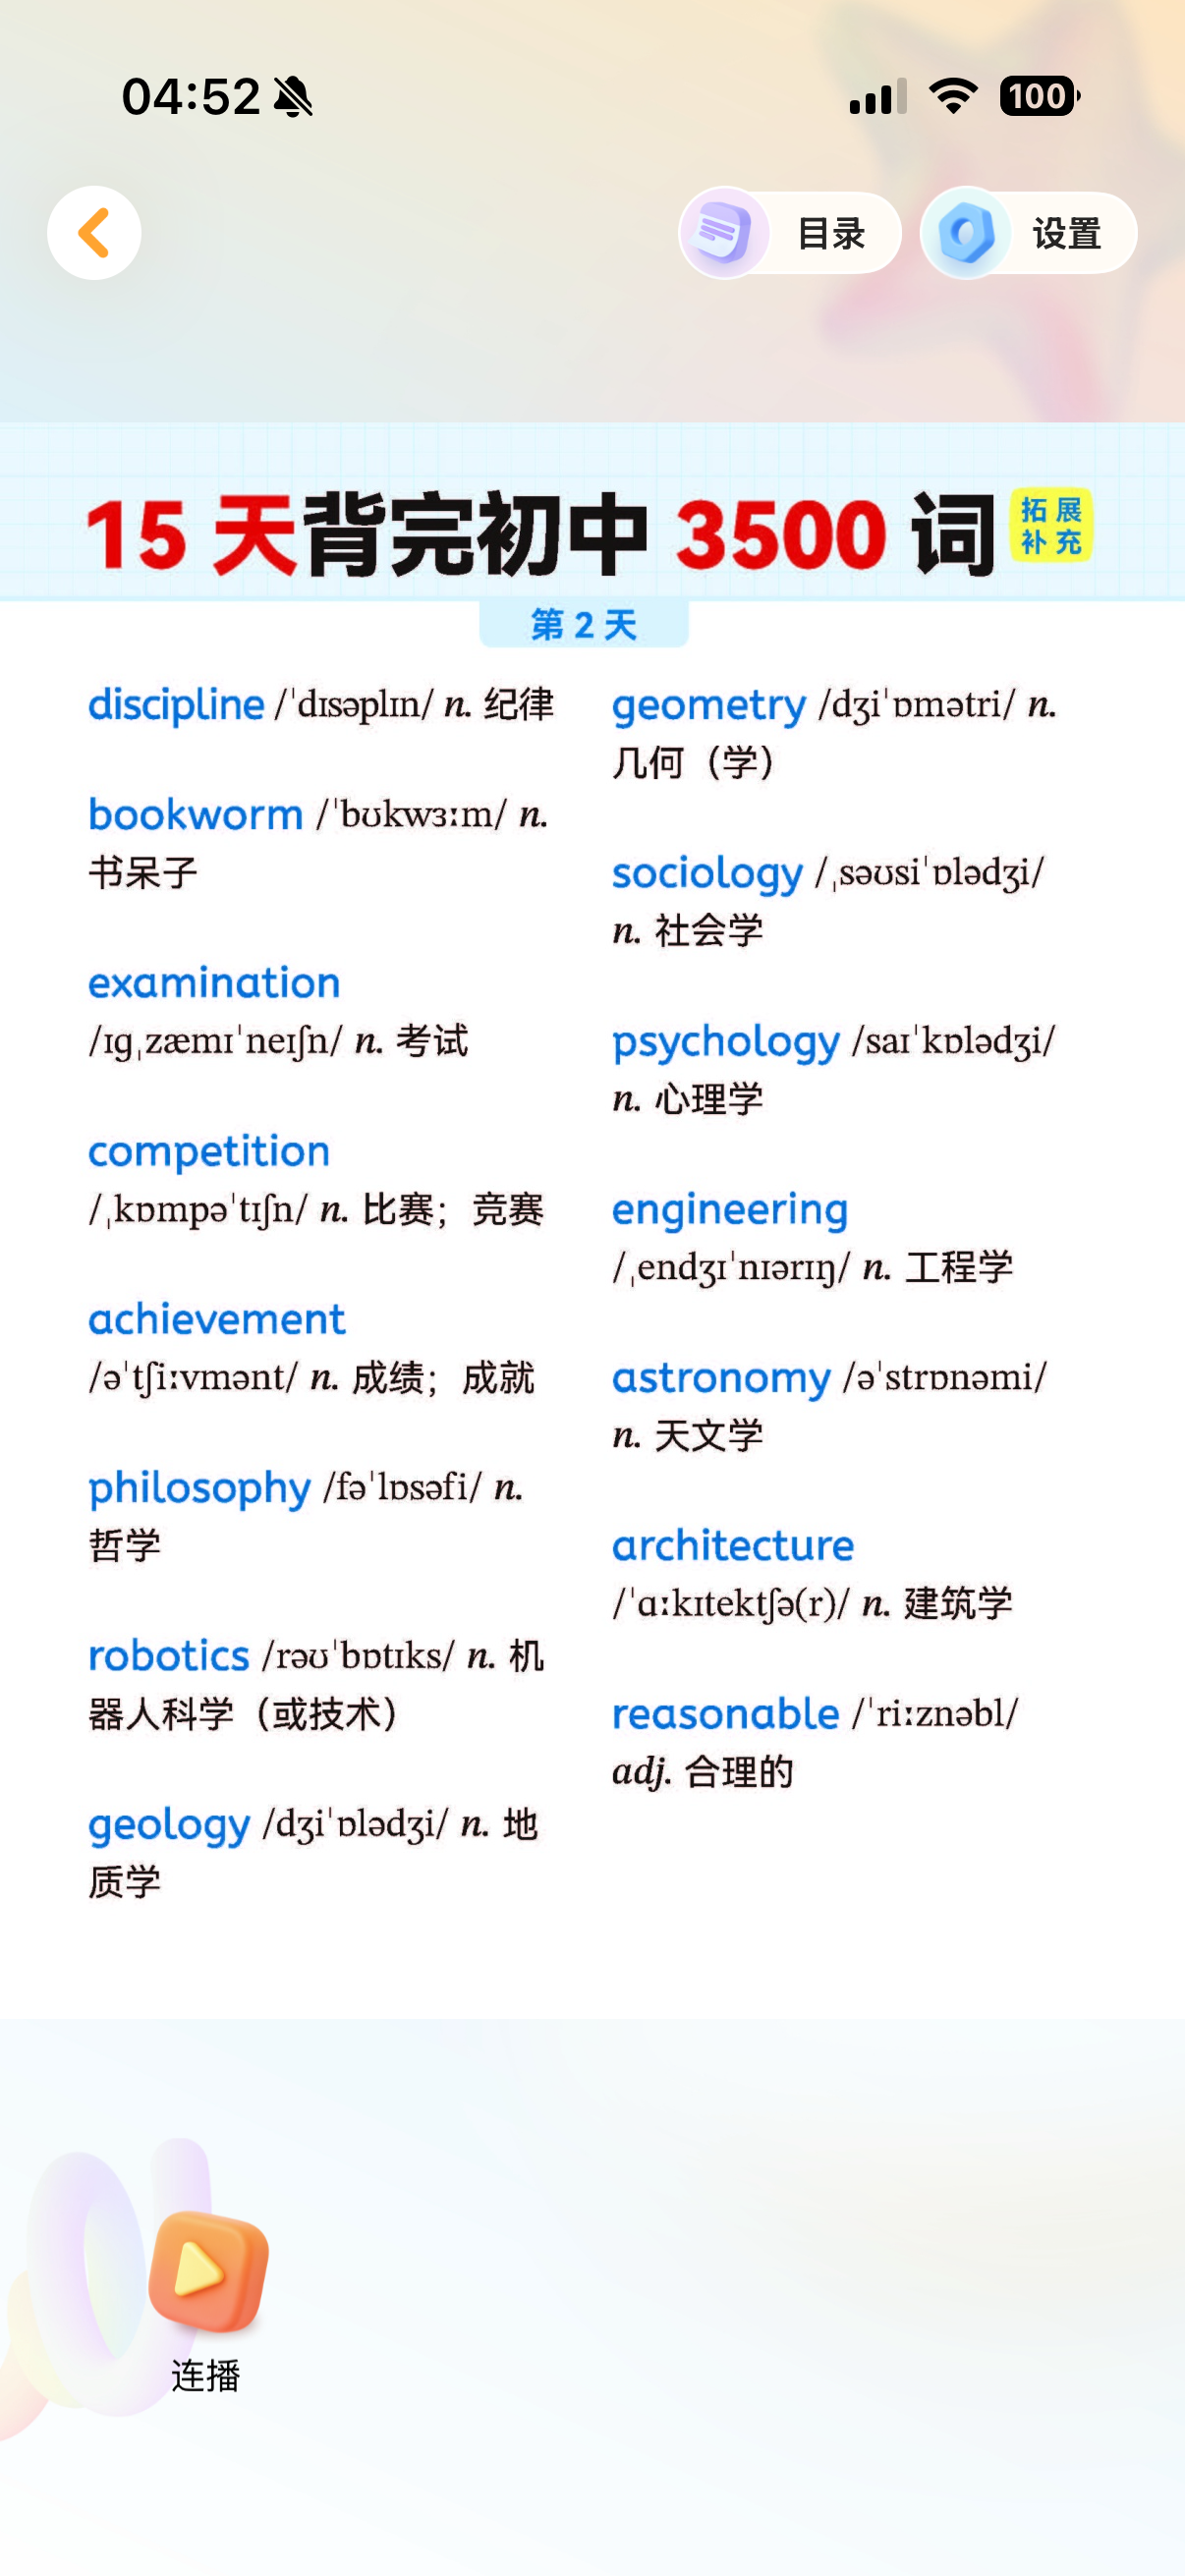 04:52
100
目录
设置
15 天背完初中 3500 词
拓展
补充
第 2 天
discipline /ˈdɪsəplɪn/ n. 纪律
bookworm /ˈbʊkwɜːm/ n.
书呆子
examination
/ɪɡˌzæmɪˈneɪʃn/ n. 考试
competition
/ˌkɒmpəˈtɪʃn/ n. 比赛；竞赛
achievement
/əˈtʃiːvmənt/ n. 成绩；成就
philosophy /fəˈlɒsəfi/ n.
哲学
robotics /rəʊˈbɒtɪks/ n. 机
器人科学（或技术）
geology /dʒiˈɒlədʒi/ n. 地
质学
geometry /dʒiˈɒmətri/ n.
几何（学）
sociology /ˌsəʊsiˈɒlədʒi/
n. 社会学
psychology /saɪˈkɒlədʒi/
n. 心理学
engineering
/ˌendʒɪˈnɪərɪŋ/ n. 工程学
astronomy /əˈstrɒnəmi/
n. 天文学
architecture
/ˈɑːkɪtektʃə(r)/ n. 建筑学
reasonable /ˈriːznəbl/
adj. 合理的
连播